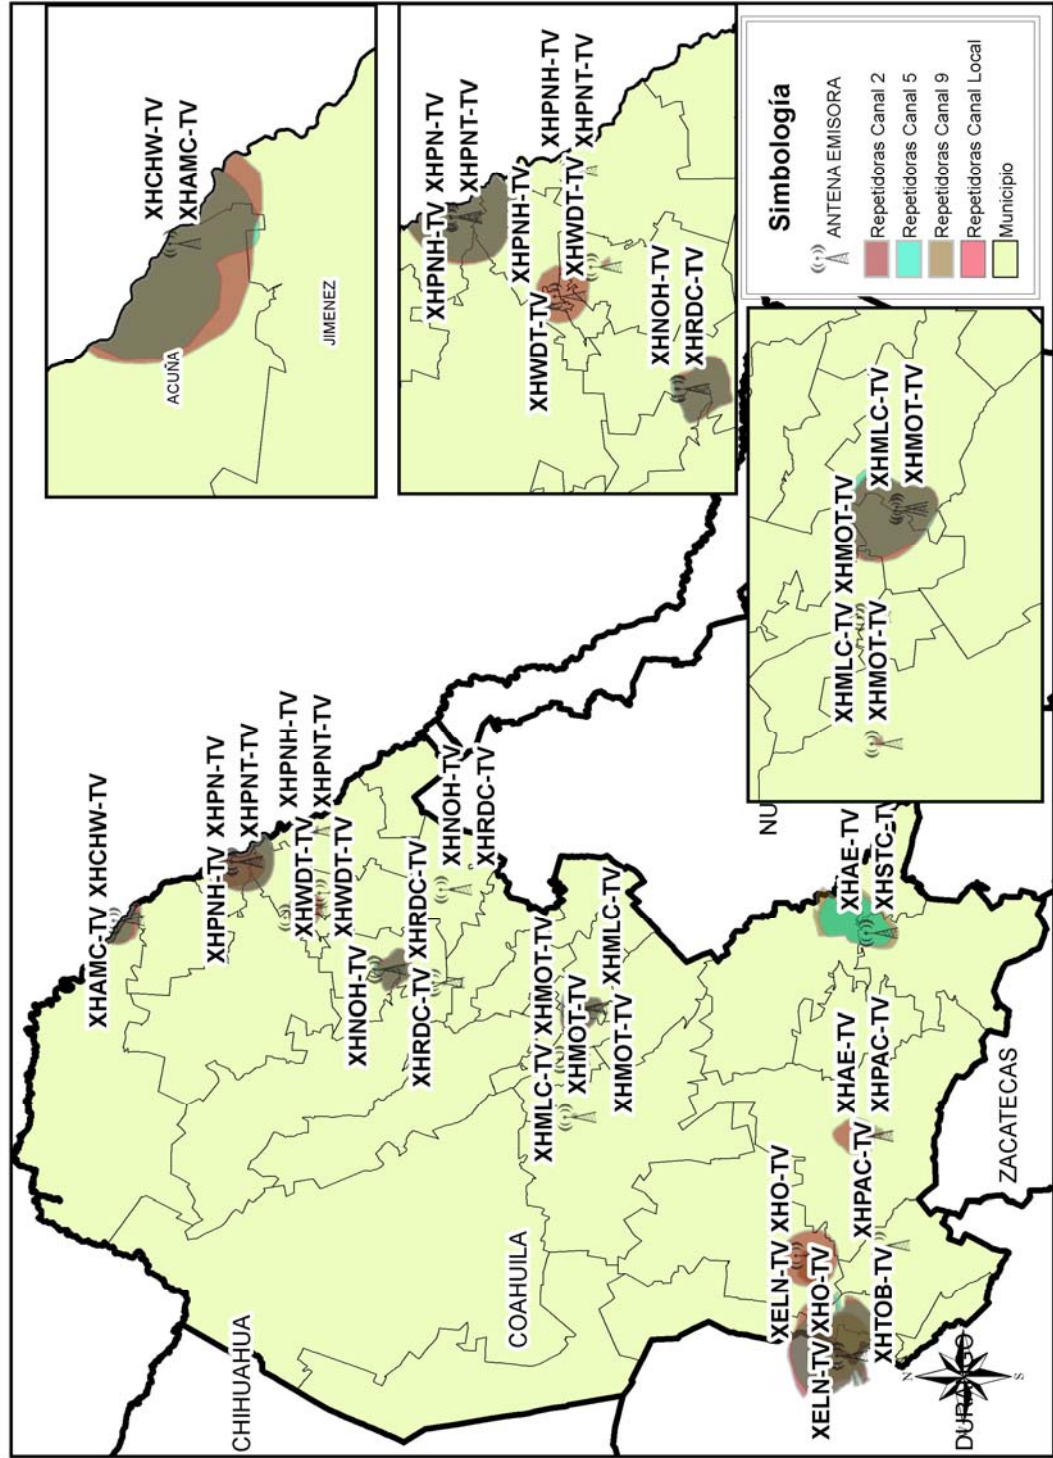 XHCHW-TV
XHAMC-TV
ACUÑA
JIMENEZ
XHPNH-TV XHPN-TV
XHPNT-TV
XHPNH-TV
XHPNH-TV
XHPNT-TV
XHWDT-TV
XHWDT-TV
XHNOH-TV
XHRDC-TV
Simbología
ANTENA EMISORA
Repetidoras Canal 2
Repetidoras Canal 5
Repetidoras Canal 9
Repetidoras Canal Local
Municipio
XHMLC-TV XHMOT-TV
XHMOT-TV
XHMLC-TV
XHMOT-TV
XHAMC-TV XHCHW-TV
XHPNH-TV XHPN-TV
XHPNT-TV
XHWDT-TV XHPNH-TV
XHWDT-TV XHPNT-TV
XHNOH-TV
XHRDC-TV XHRDC-TV
XHNOH-TV
XHRDC-TV
XHMLC-TV XHMOT-TV
XHMOT-TV
XHMOT-TV XHMLC-TV
CHIHUAHUA
COAHUILA
NU
XELN-TV XHO-TV
XELN-TV XHO-TV
XHTOB-TV
XHPAC-TV
XHAE-TV
XHPAC-TV
XHAE-TV
XHSTC-TV
ZACATECAS
DURANGO
N
S